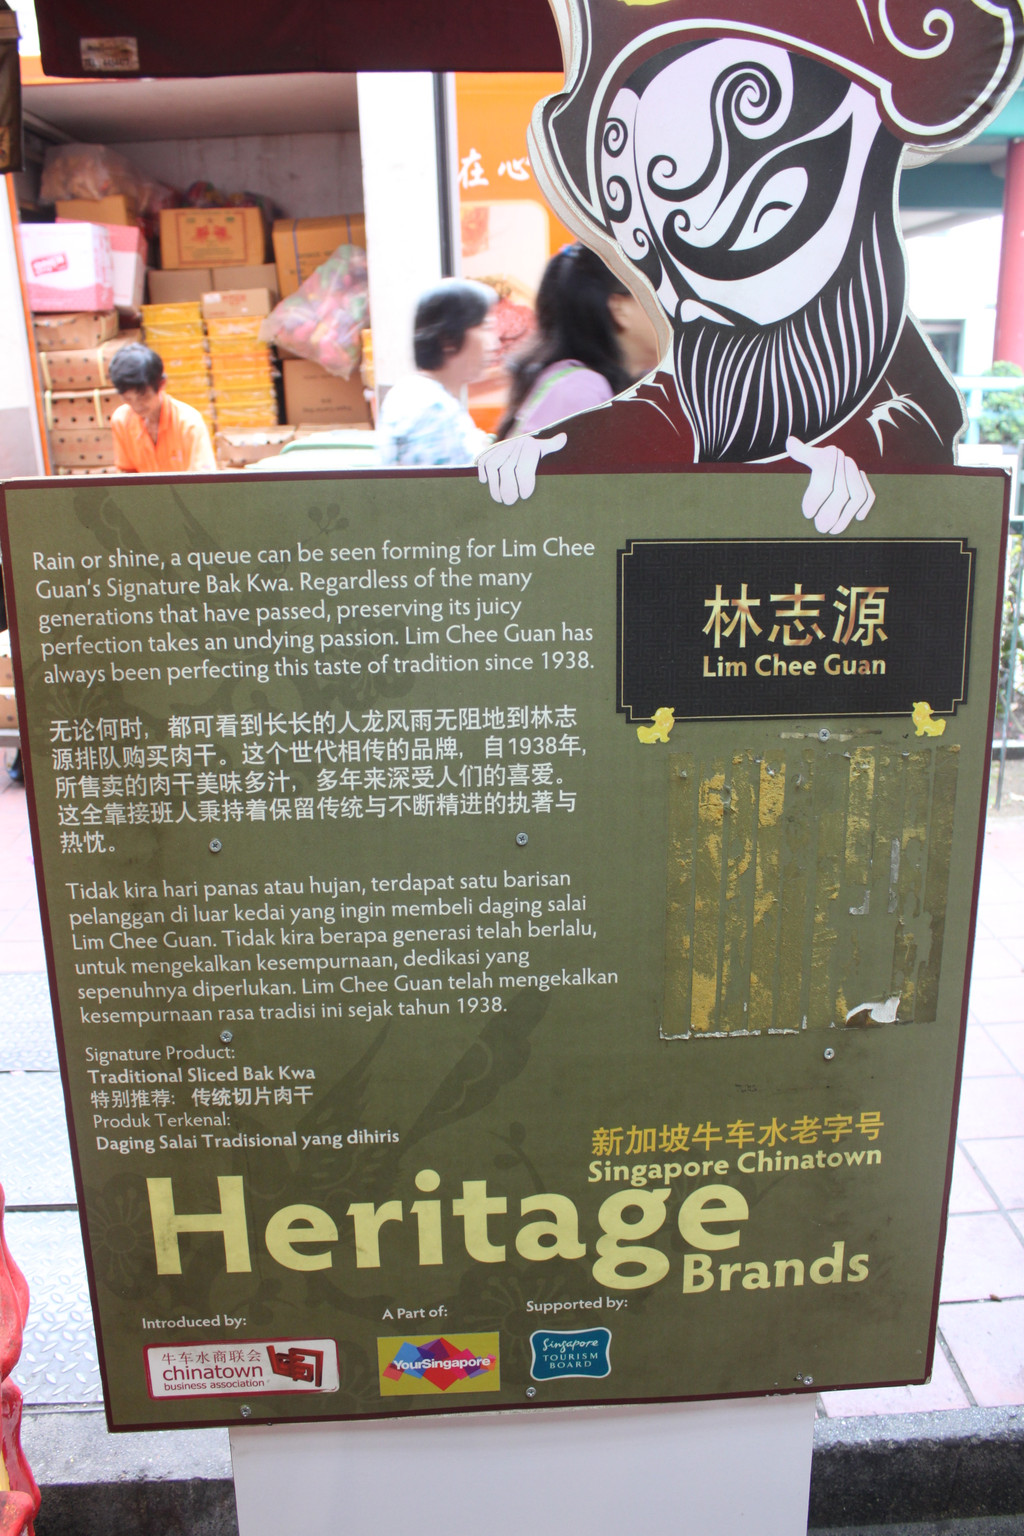 在心
Rain or shine, a queue can be seen forming for Lim Chee
Guan's Signature Bak Kwa. Regardless of the many
generations that have passed, preserving its juicy
perfection takes an undying passion. Lim Chee Guan has
always been perfecting this taste of tradition since 1938.
林志源
Lim Chee Guan
无论何时，都可看到长长的人龙风雨无阻地到林志
源排队购买肉干。这个世代相传的品牌，自1938年，
所售卖的肉干美味多汁，多年来深受人们的喜爱。
这全靠接班人秉持着保留传统与不断精进的执著与
热忱。
Tidak kira hari panas atau hujan, terdapat satu barisan
pelanggan di luar kedai yang ingin membeli daging salai
Lim Chee Guan. Tidak kira berapa generasi telah berlalu,
untuk mengekalkan kesempurnaan, dedikasi yang
sepenuhnya diperlukan. Lim Chee Guan telah mengekalkan
kesempurnaan rasa tradisi ini sejak tahun 1938.
Signature Product:
Traditional Sliced Bak Kwa
特别推荐：传统切片肉干
Produk Terkenal:
Daging Salai Tradisional yang dihiris
新加坡牛车水老字号
Singapore Chinatown
Heritage
Brands
Introduced by:
牛车水商联会
chinatown
business association
A Part of:
YourSingapore
Supported by:
Singapore
TOURISM
BOARD